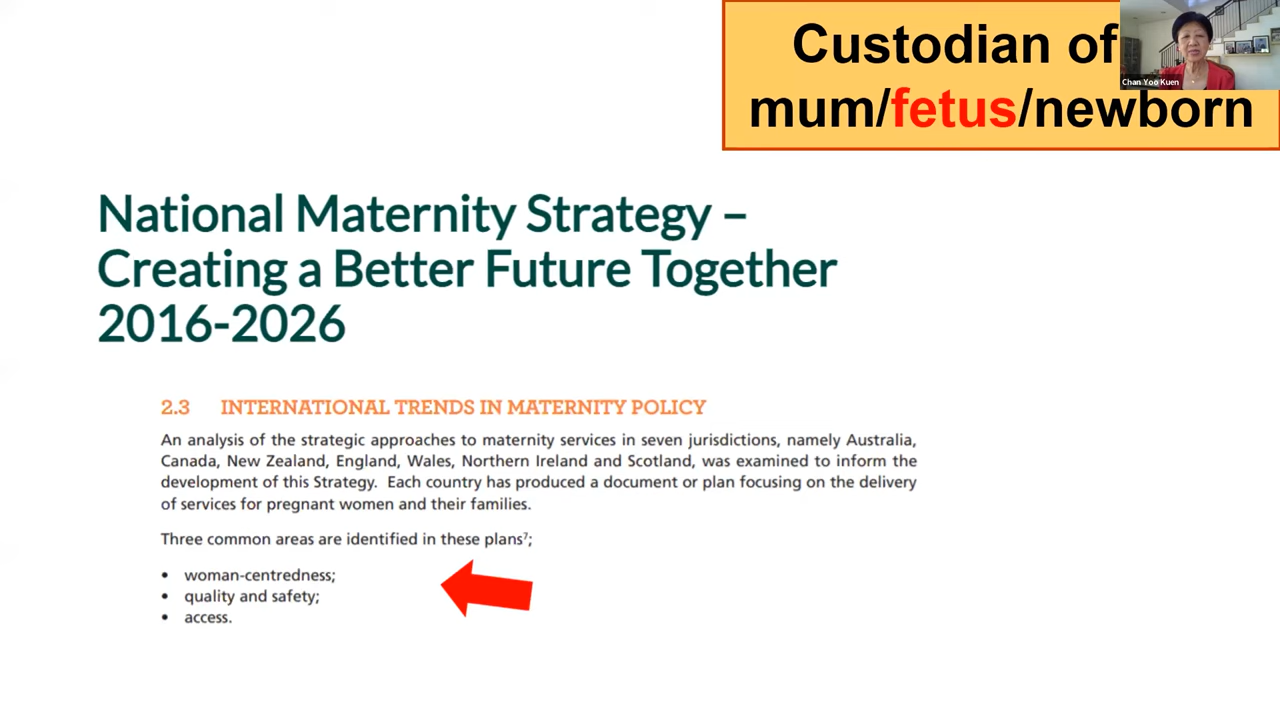 Custodian of
mum/fetus/newborn
Chan Yoo Kuen
National Maternity Strategy –
Creating a Better Future Together
2016-2026
2.3 INTERNATIONAL TRENDS IN MATERNITY POLICY
An analysis of the strategic approaches to maternity services in seven jurisdictions, namely Australia,
Canada, New Zealand, England, Wales, Northern Ireland and Scotland, was examined to inform the
development of this Strategy. Each country has produced a document or plan focusing on the delivery
of services for pregnant women and their families.
Three common areas are identified in these plans⁷;
• woman-centredness;
• quality and safety;
• access.